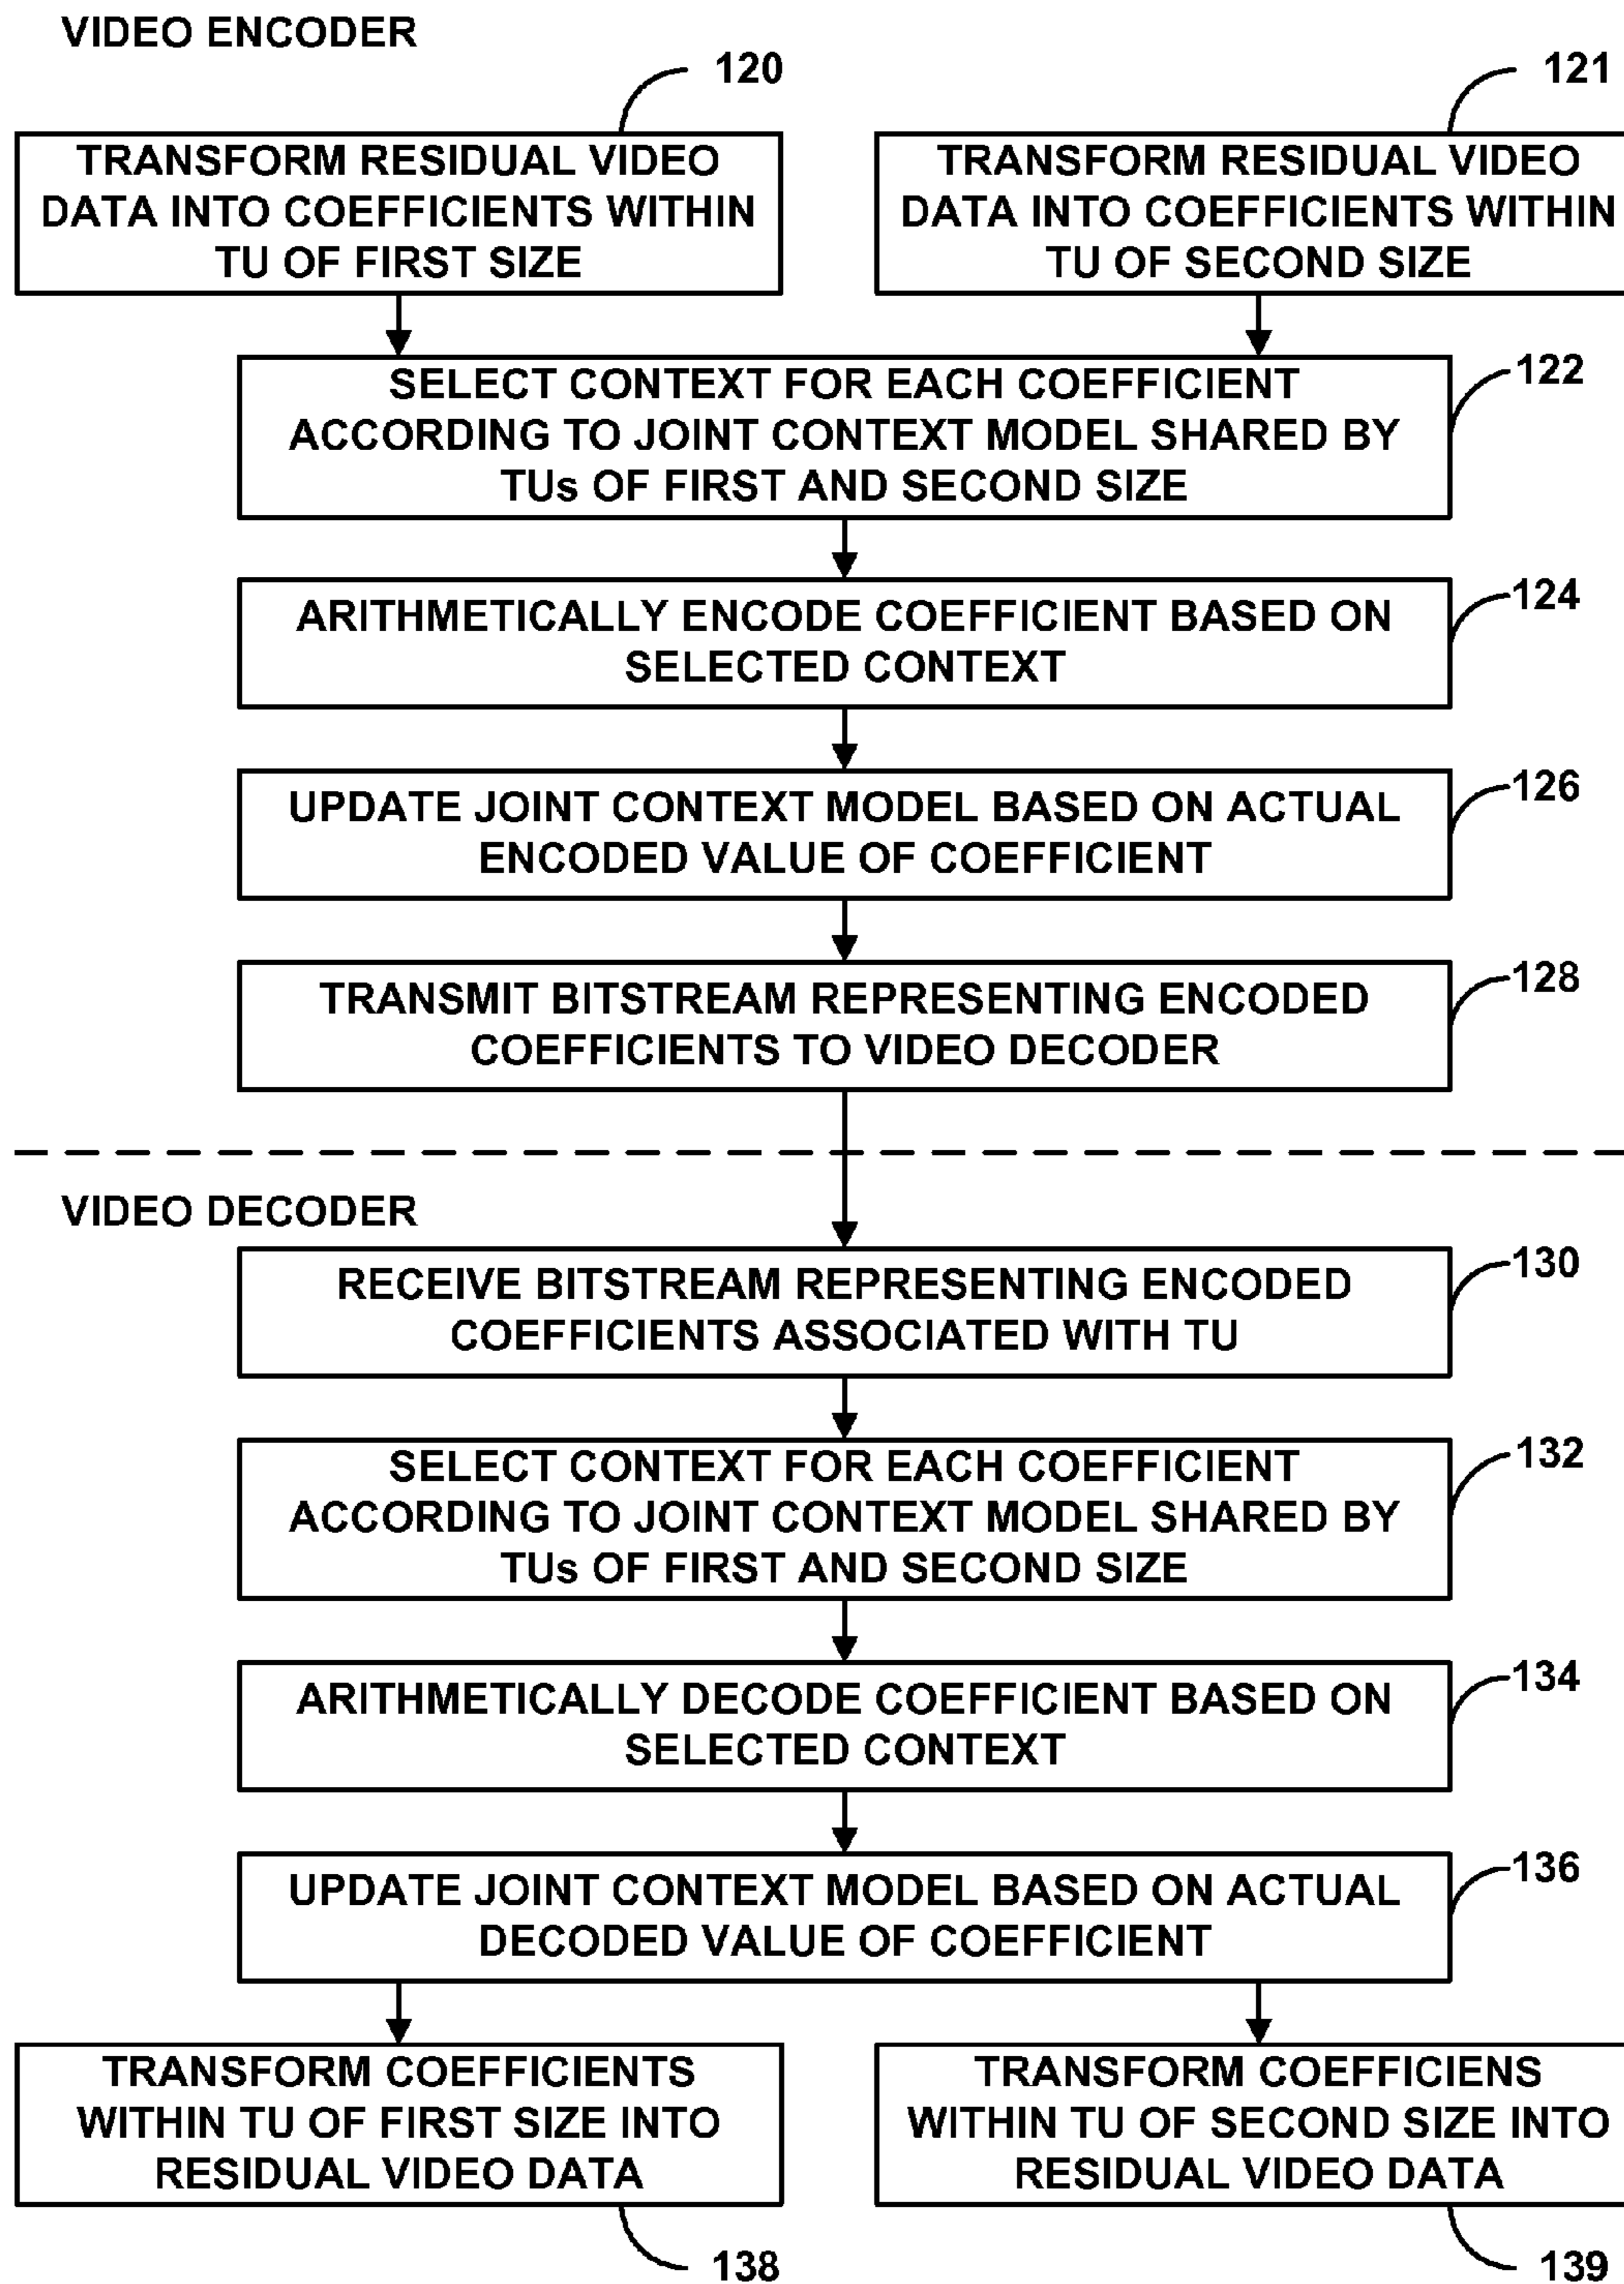 VIDEO ENCODER
120
121
TRANSFORM RESIDUAL VIDEO
DATA INTO COEFFICIENTS WITHIN
TU OF FIRST SIZE
TRANSFORM RESIDUAL VIDEO
DATA INTO COEFFICIENTS WITHIN
TU OF SECOND SIZE
122
SELECT CONTEXT FOR EACH COEFFICIENT
ACCORDING TO JOINT CONTEXT MODEL SHARED BY
TUs OF FIRST AND SECOND SIZE
124
ARITHMETICALLY ENCODE COEFFICIENT BASED ON
SELECTED CONTEXT
126
UPDATE JOINT CONTEXT MODEL BASED ON ACTUAL
ENCODED VALUE OF COEFFICIENT
128
TRANSMIT BITSTREAM REPRESENTING ENCODED
COEFFICIENTS TO VIDEO DECODER
VIDEO DECODER
130
RECEIVE BITSTREAM REPRESENTING ENCODED
COEFFICIENTS ASSOCIATED WITH TU
132
SELECT CONTEXT FOR EACH COEFFICIENT
ACCORDING TO JOINT CONTEXT MODEL SHARED BY
TUs OF FIRST AND SECOND SIZE
134
ARITHMETICALLY DECODE COEFFICIENT BASED ON
SELECTED CONTEXT
136
UPDATE JOINT CONTEXT MODEL BASED ON ACTUAL
DECODED VALUE OF COEFFICIENT
TRANSFORM COEFFICIENTS
WITHIN TU OF FIRST SIZE INTO
RESIDUAL VIDEO DATA
TRANSFORM COEFFICIENS
WITHIN TU OF SECOND SIZE INTO
RESIDUAL VIDEO DATA
138
139